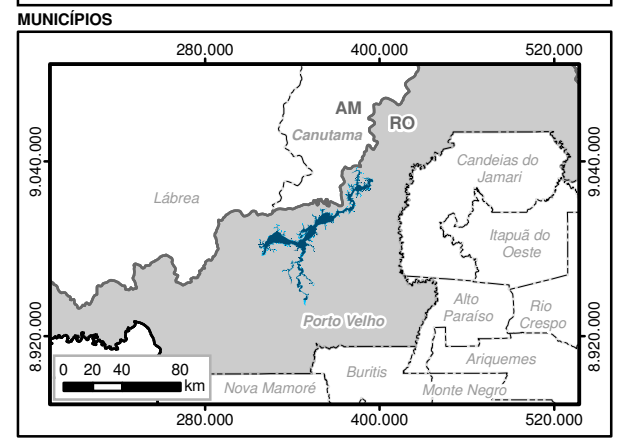 MUNICÍPIOS
280.000 400.000 520.000
AM
RO
Canutama
9.040.000
9.040.000
Candeias do
Jamari
Lábrea
Itapuã do
Oeste
Porto Velho
Alto
Paraíso
Rio
Crespo
8.920.000
8.920.000
0 20 40 80
km
Buritis
Ariquemes
Nova Mamoré
Monte Negro
280.000 400.000 520.000